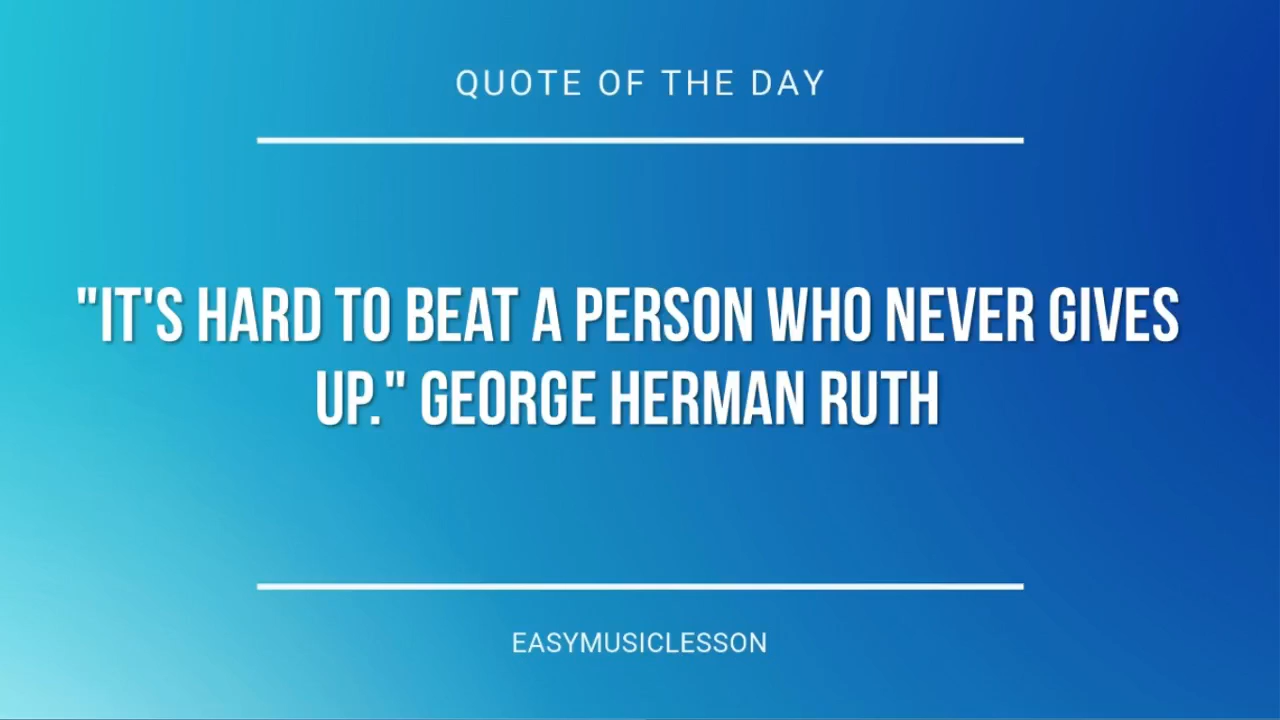 QUOTE OF THE DAY
"IT'S HARD TO BEAT A PERSON WHO NEVER GIVES
UP." GEORGE HERMAN RUTH
EASYMUSICLESSON